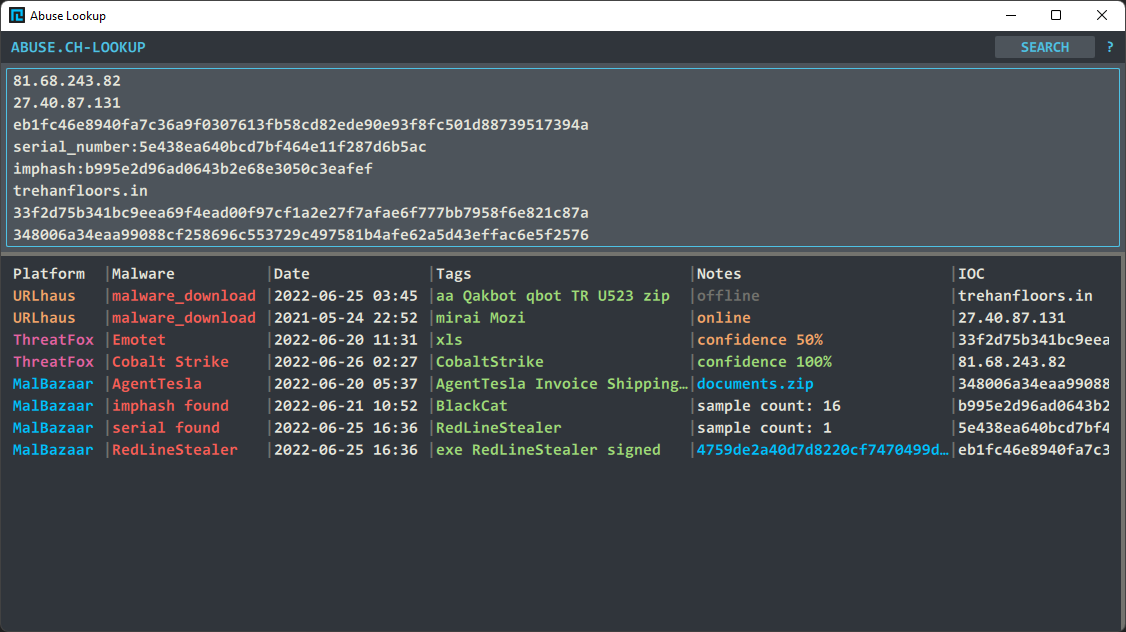 Abuse Lookup
ABUSE.CH-LOOKUP SEARCH ?
81.68.243.82
27.40.87.131
eb1fc46e8940fa7c36a9f0307613fb58cd82ede90e93f8fc501d88739517394a
serial_number:5e438ea640bcd7bf464e11f287d6b5ac
imphash:b995e2d96ad0643b2e68e3050c3eafef
trehanfloors.in
33f2d75b341bc9eea69f4ead00f97cf1a2e27f7afae6f777bb7958f6e821c87a
348006a34eaa99088cf258696c553729c497581b4afe62a5d43effac6e5f2576
Platform |Malware |Date |Tags |Notes |IOC
URLhaus |malware_download |2022-06-25 03:45 |aa Qakbot qbot TR U523 zip |offline |trehanfloors.in
URLhaus |malware_download |2021-05-24 22:52 |mirai Mozi |online |27.40.87.131
ThreatFox |Emotet |2022-06-20 11:31 |xls |confidence 50% |33f2d75b341bc9eea
ThreatFox |Cobalt Strike |2022-06-26 02:27 |CobaltStrike |confidence 100% |81.68.243.82
MalBazaar |AgentTesla |2022-06-20 05:37 |AgentTesla Invoice Shipping… |documents.zip |348006a34eaa99088
MalBazaar |imphash found |2022-06-21 10:52 |BlackCat |sample count: 16 |b995e2d96ad0643b2
MalBazaar |serial found |2022-06-25 16:36 |RedLineStealer |sample count: 1 |5e438ea640bcd7bf4
MalBazaar |RedLineStealer |2022-06-25 16:36 |exe RedLineStealer signed |4759de2a40d7d8220cf7470499d… |eb1fc46e8940fa7c3